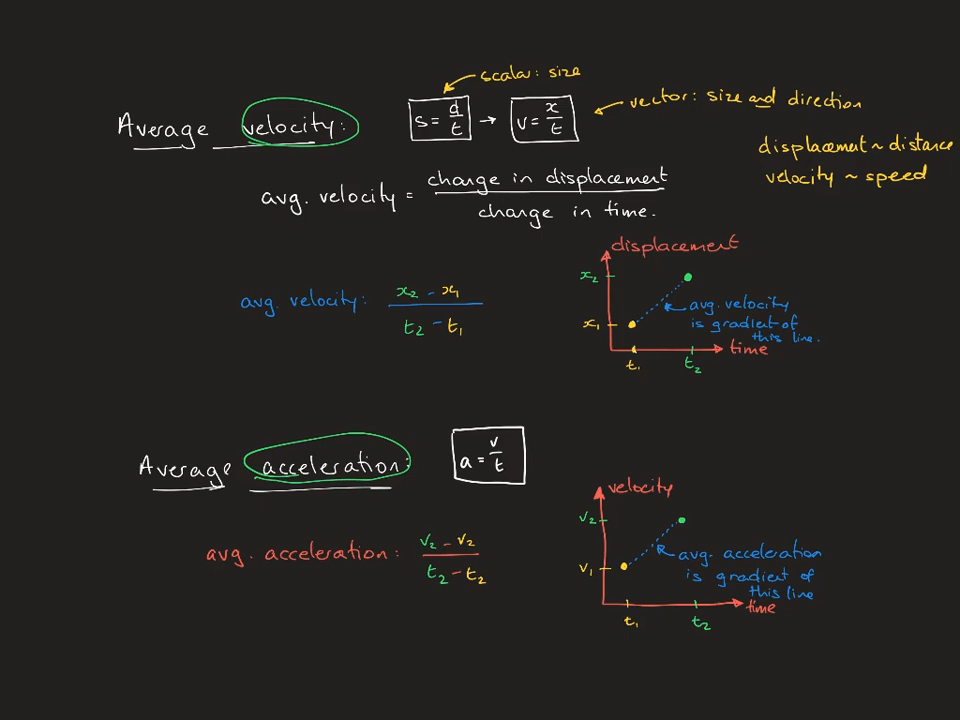 scalar: size
vector: size and direction
Average velocity: s = d/t → v = x/t
displacement ~ distance
velocity ~ speed
avg. velocity = change in displacement / change in time.
displacement
x₂
avg. velocity: x₂ - x₁ / t₂ - t₁
avg. velocity
is gradient of
this line.
x₁
time
t₁ t₂
Average acceleration: a = v/t
velocity
v₂
avg. acceleration: v₂ - v₂ / t₂ - t₂
avg. acceleration
is gradient of
this line
v₁
time
t₁ t₂